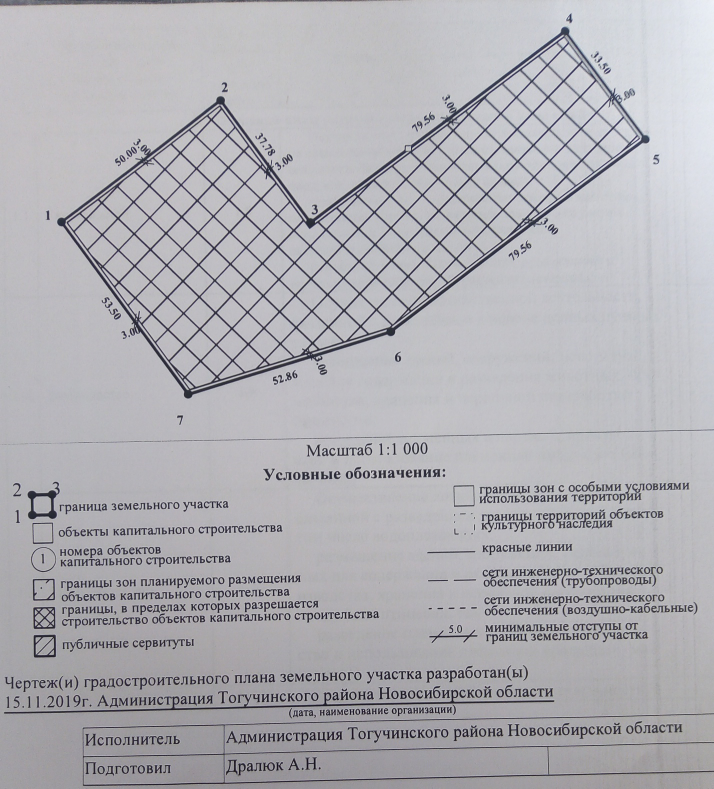 4
33.50
3.00
2
3.00
79.56
37.78
3.00
3.00
50.00
5
1
3
3.00
79.56
53.50
3.00
6
3.00
52.86
7
Масштаб 1:1 000
Условные обозначения:
2 3
1
граница земельного участка
объекты капитального строительства
1
номера объектов
капитального строительства
границы зон планируемого размещения
объектов капитального строительства
границы, в пределах которых разрешается
строительство объектов капитального строительства
публичные сервитуты
границы зон с особыми условиями
использования территорий
границы территорий объектов
культурного наследия
красные линии
сети инженерно-технического
обеспечения (трубопроводы)
сети инженерно-технического
обеспечения (воздушно-кабельные)
5.0
минимальные отступы от
границ земельного участка
Чертеж(и) градостроительного плана земельного участка разработан(ы)
15.11.2019г. Администрация Тогучинского района Новосибирской области
(дата, наименование организации)
Исполнитель Администрация Тогучинского района Новосибирской области
Подготовил Дралюк А.Н.